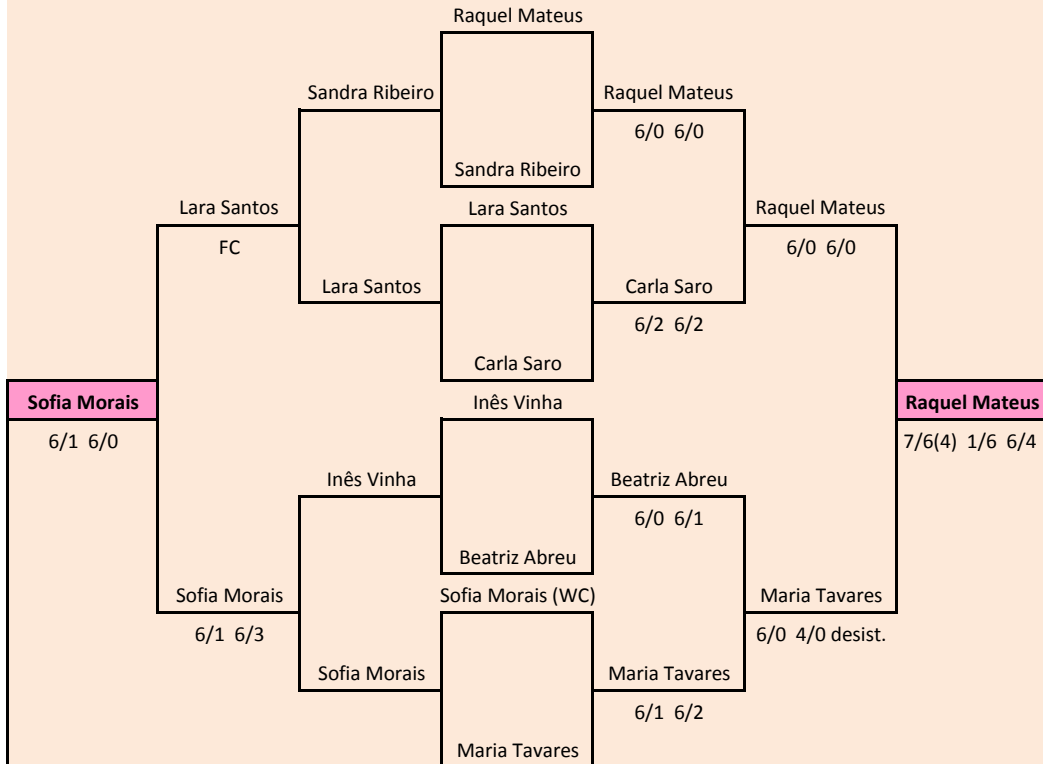 Raquel Mateus
Sandra Ribeiro
Raquel Mateus
6/0 6/0
Sandra Ribeiro
Lara Santos
Lara Santos
Raquel Mateus
FC
6/0 6/0
Lara Santos
Carla Saro
6/2 6/2
Carla Saro
Sofia Morais
Inês Vinha
Raquel Mateus
6/1 6/0
7/6(4) 1/6 6/4
Inês Vinha
Beatriz Abreu
6/0 6/1
Beatriz Abreu
Sofia Morais
Sofia Morais (WC)
Maria Tavares
6/1 6/3
6/0 4/0 desist.
Sofia Morais
Maria Tavares
6/1 6/2
Maria Tavares